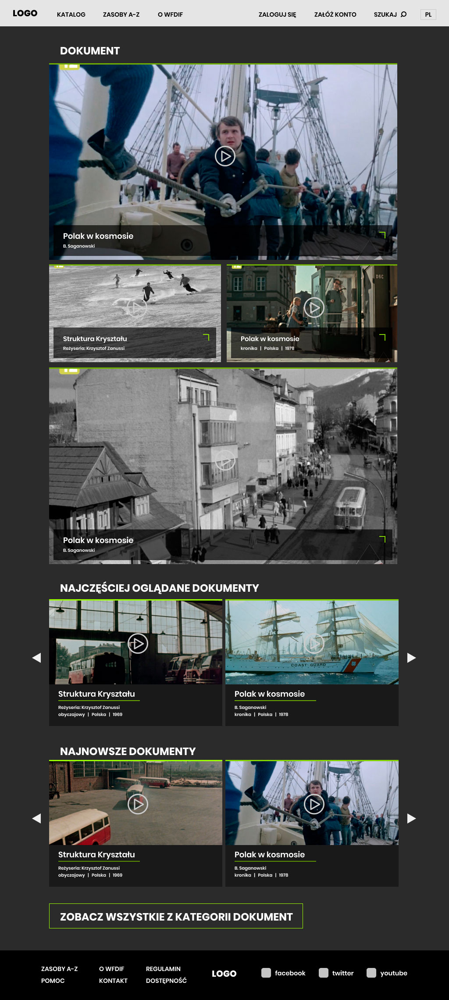 LOGO
KATALOG
ZASOBY A-Z
O WFDIF
ZALOGUJ SIĘ
ZAŁÓŻ KONTO
SZUKAJ
PL
DOKUMENT
Polak w kosmosie
B. Saganowski
Struktura Kryształu
Reżyseria: Krzysztof Zanussi
D6C
Polak w kosmosie
kronika | Polska | 1978
Polak w kosmosie
B. Saganowski
NAJCZĘŚCIEJ OGLĄDANE DOKUMENTY
Struktura Kryształu
Reżyseria: Krzysztof Zanussi
obyczajowy | Polska | 1969
COAST GUARD
Polak w kosmosie
B. Saganowski
kronika | Polska | 1978
NAJNOWSZE DOKUMENTY
Struktura Kryształu
Reżyseria: Krzysztof Zanussi
obyczajowy | Polska | 1969
Polak w kosmosie
B. Saganowski
kronika | Polska | 1978
ZOBACZ WSZYSTKIE Z KATEGORII DOKUMENT
ZASOBY A-Z
O WFDIF
REGULAMIN
POMOC
KONTAKT
DOSTĘPNOŚĆ
LOGO
facebook
twitter
youtube